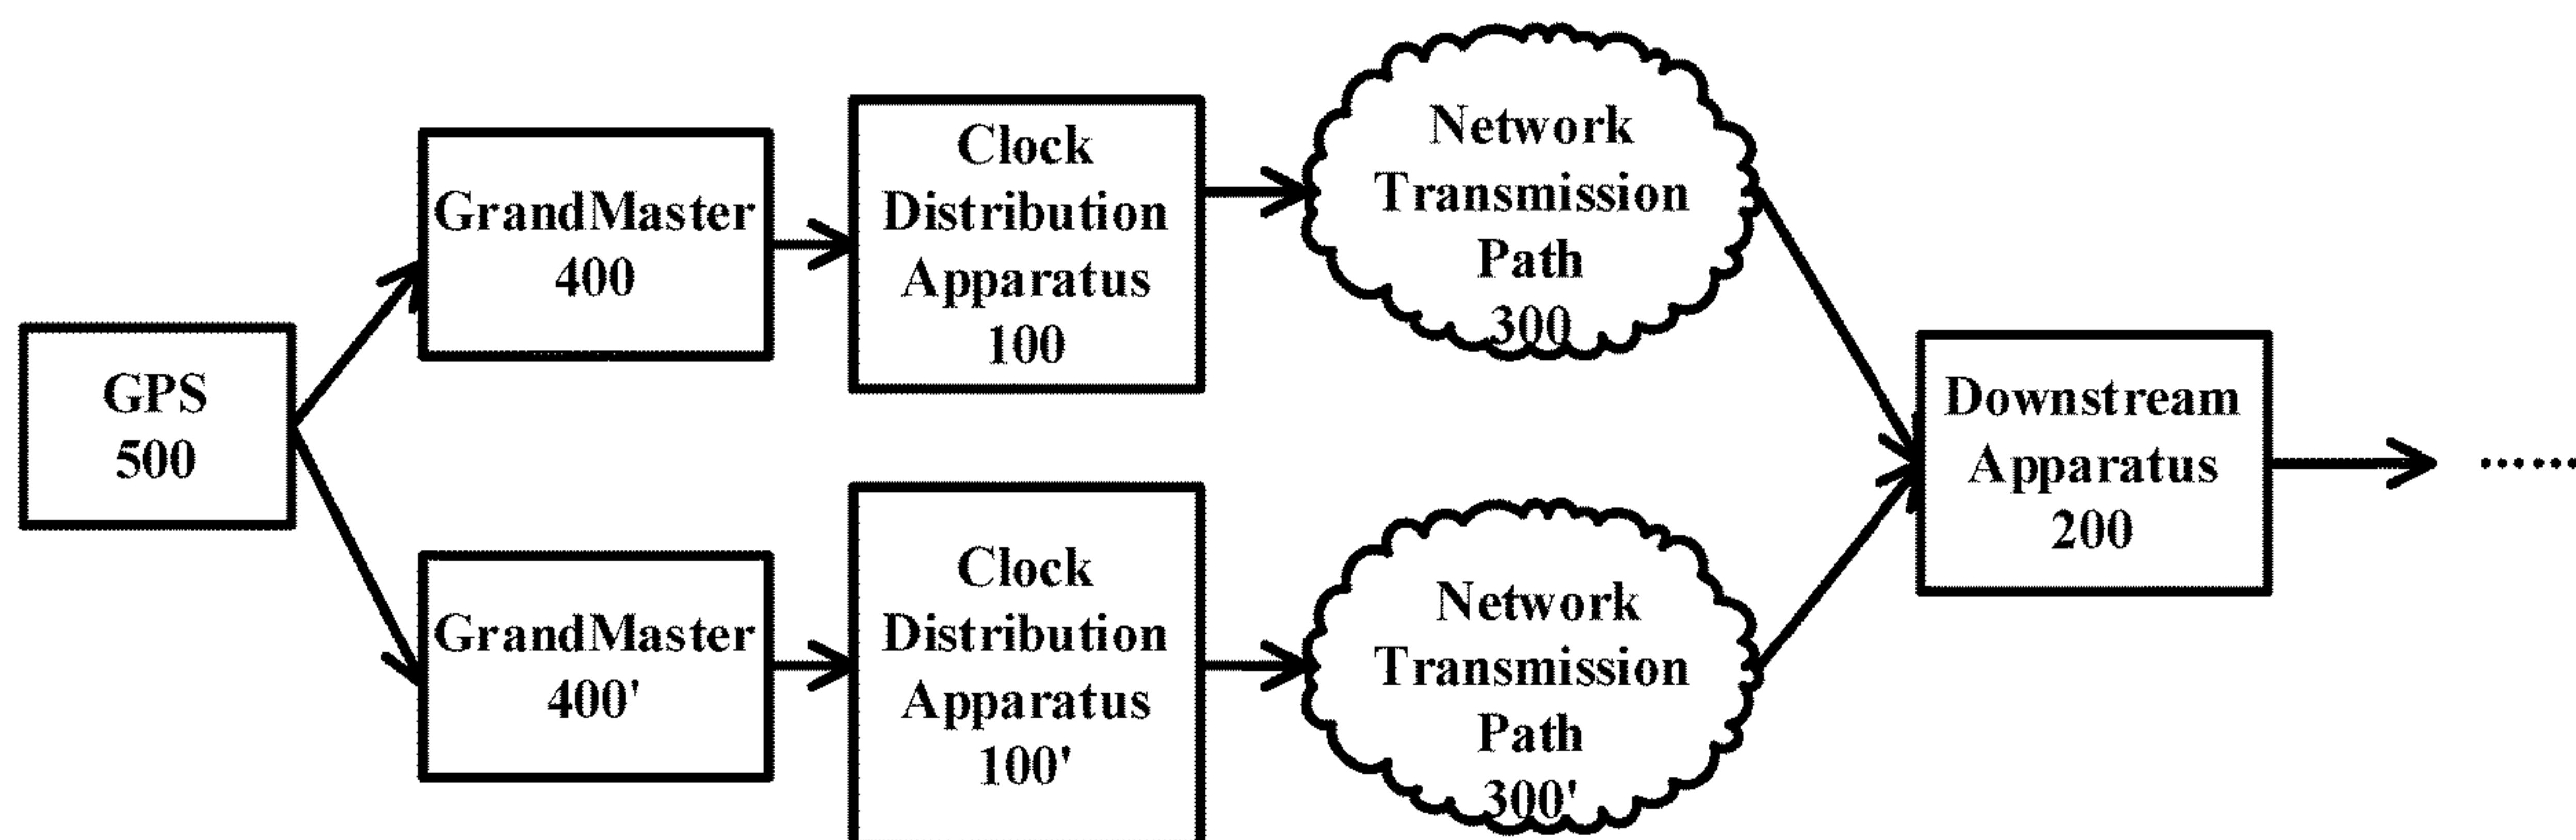 GPS
500
GrandMaster
400
Clock
Distribution
Apparatus
100
Network
Transmission
Path
300
GrandMaster
400'
Clock
Distribution
Apparatus
100'
Network
Transmission
Path
300'
Downstream
Apparatus
200
......